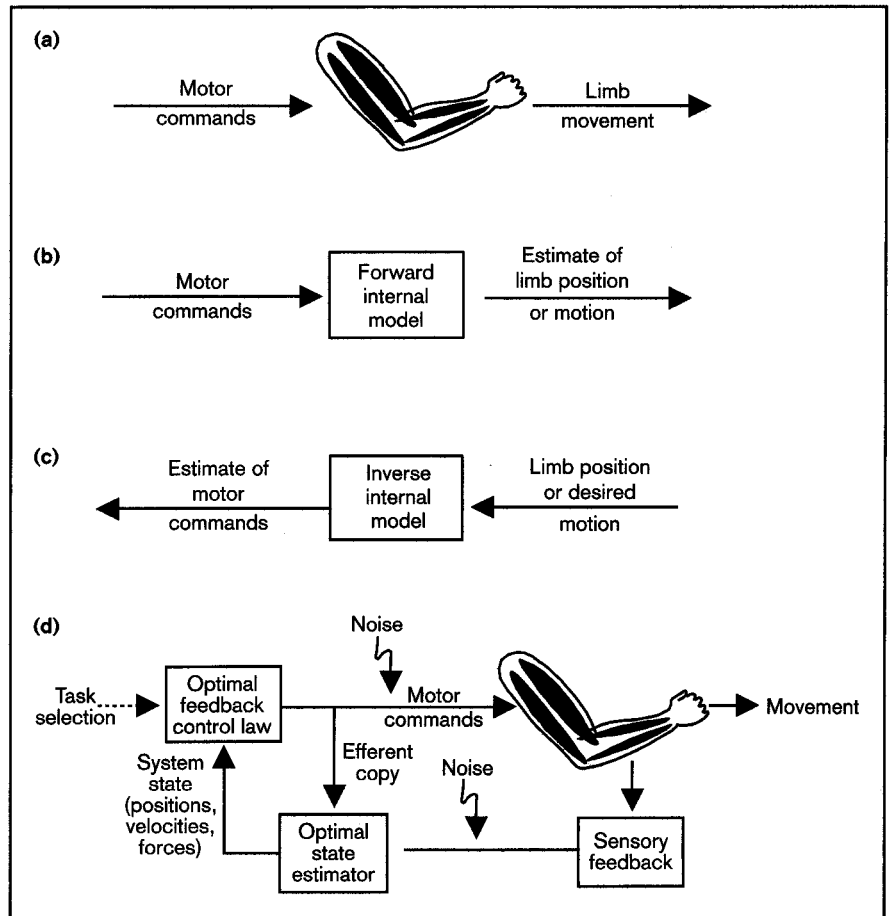 (a)
Motor
commands
Limb
movement
(b)
Motor
commands
Forward
internal
model
Estimate of
limb position
or motion
(c)
Estimate of
motor
commands
Inverse
internal
model
Limb position
or desired
motion
(d)
Noise
Task
selection
Optimal
feedback
control law
Motor
commands
Movement
System
state
(positions,
velocities,
forces)
Efferent
copy
Noise
Optimal
state
estimator
Sensory
feedback